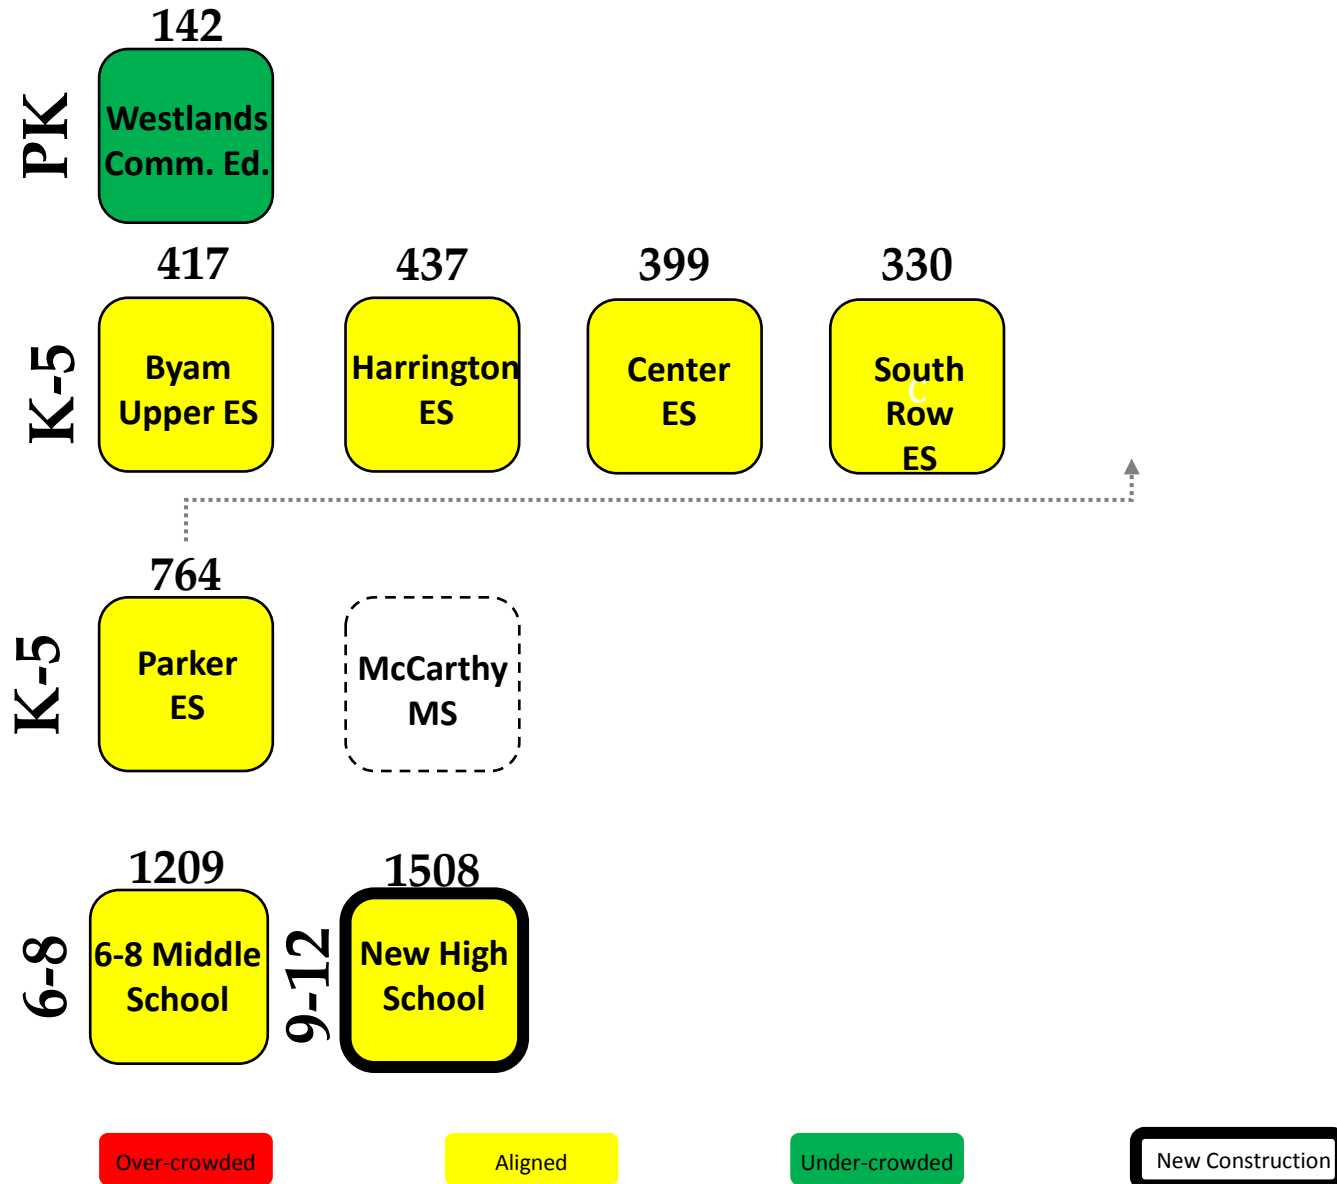 142
PK
Westlands
Comm. Ed.
417
437
399
330
K-5
Byam
Upper ES
Harrington
ES
Center
ES
South
C
Row
ES
764
K-5
Parker
ES
McCarthy
MS
1209
1508
6-8
6-8 Middle
School
9-12
New High
School
Over-crowded
Aligned
Under-crowded
New Construction